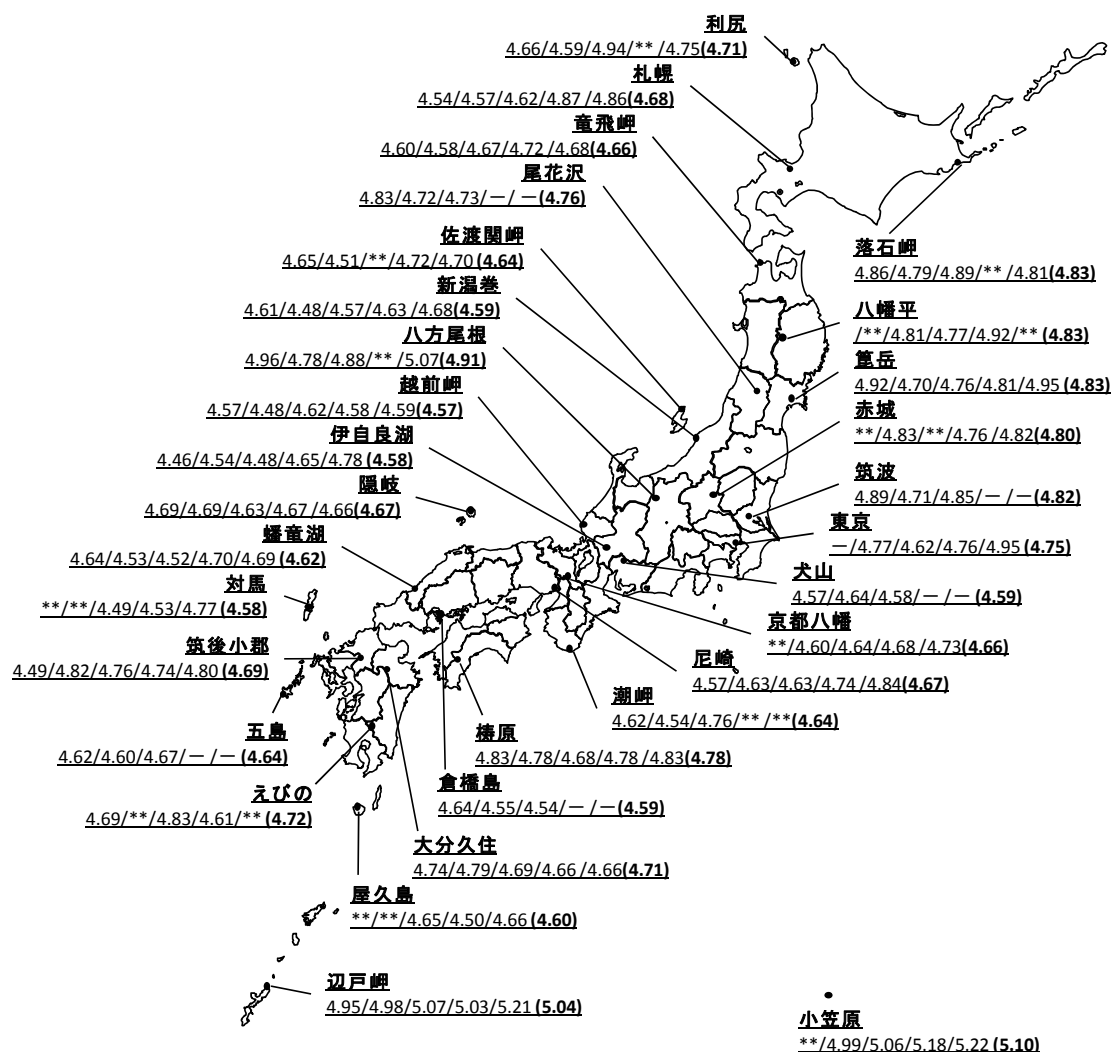 利尻
4.66/4.59/4.94/** /4.75(4.71)
札幌
4.54/4.57/4.62/4.87 /4.86(4.68)
竜飛岬
4.60/4.58/4.67/4.72 /4.68(4.66)
尾花沢
4.83/4.72/4.73/－/ －(4.76)
佐渡関岬
4.65/4.51/**/4.72/4.70 (4.64)
新潟巻
4.61/4.48/4.57/4.63 /4.68(4.59)
八方尾根
4.96/4.78/4.88/** /5.07(4.91)
越前岬
4.57/4.48/4.62/4.58 /4.59(4.57)
伊自良湖
4.46/4.54/4.48/4.65/4.78 (4.58)
隠岐
4.69/4.69/4.63/4.67 /4.66(4.67)
蟠竜湖
4.64/4.53/4.52/4.70/4.69 (4.62)
対馬
**/**/4.49/4.53/4.77 (4.58)
筑後小郡
4.49/4.82/4.76/4.74/4.80 (4.69)
五島
4.62/4.60/4.67/－ /－ (4.64)
えびの
4.69/**/4.83/4.61/** (4.72)
落石岬
4.86/4.79/4.89/** /4.81(4.83)
八幡平
/**/4.81/4.77/4.92/** (4.83)
箟岳
4.92/4.70/4.76/4.81/4.95 (4.83)
赤城
**/4.83/**/4.76 /4.82(4.80)
筑波
4.89/4.71/4.85/－ /－(4.82)
東京
－/4.77/4.62/4.76/4.95 (4.75)
犬山
4.57/4.64/4.58/－ /－ (4.59)
京都八幡
**/4.60/4.64/4.68/4.73(4.66)
尼崎
4.57/4.63/4.63/4.74 /4.84(4.67)
潮岬
4.62/4.54/4.76/** /**(4.64)
梼原
4.83/4.78/4.68/4.78 /4.83(4.78)
倉橋島
4.64/4.55/4.54/－ /－(4.59)
大分久住
4.74/4.79/4.69/4.66 /4.66(4.71)
屋久島
**/**/4.65/4.50/4.66 (4.60)
辺戸岬
4.95/4.98/5.07/5.03/5.21 (5.04)
小笠原
**/4.99/5.06/5.18/5.22 (5.10)